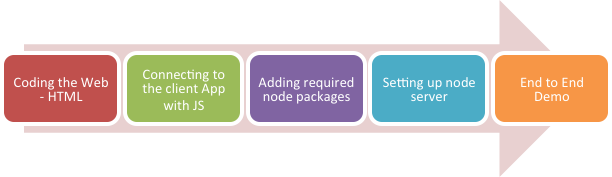 Coding the Web
- HTML
Connecting to
the client App
with JS
Adding required
node packages
Setting up node
server
End to End
Demo